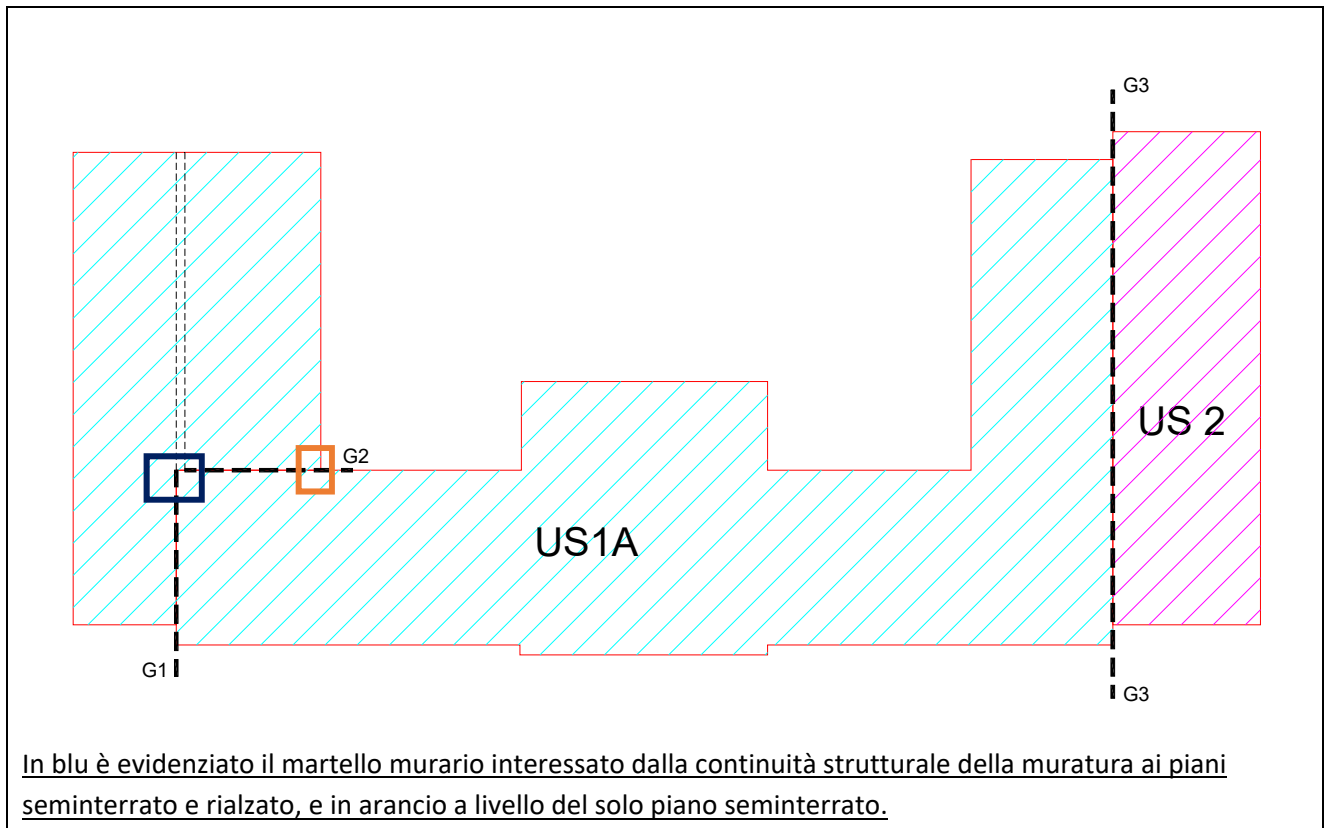 G3
US 2
G2
US1A
G1
G3
In blu è evidenziato il martello murario interessato dalla continuità strutturale della muratura ai piani
seminterrato e rialzato, e in arancio a livello del solo piano seminterrato.